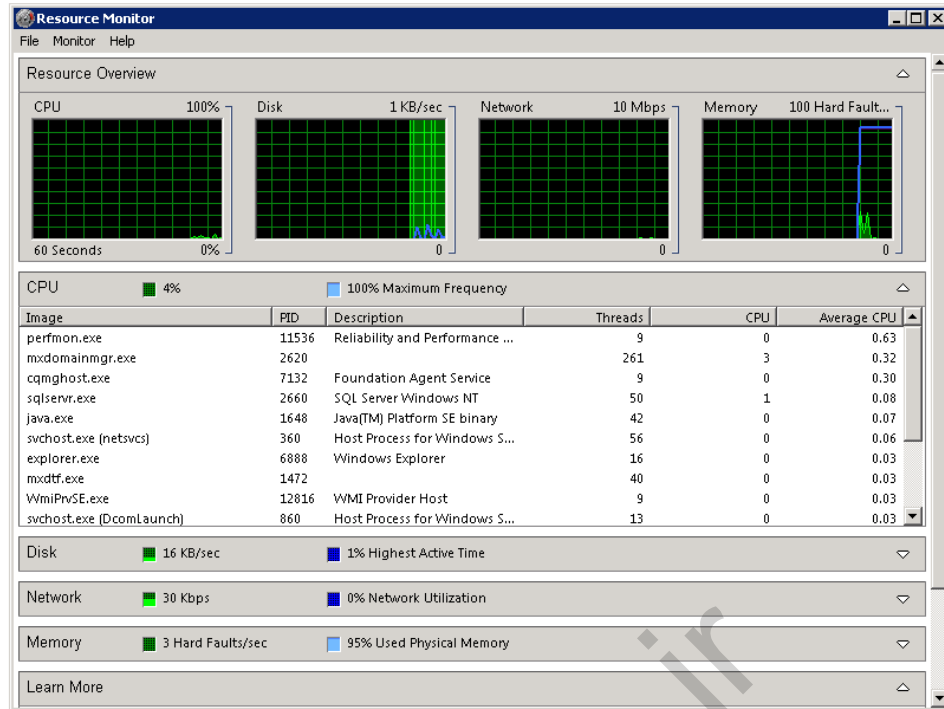 Resource Monitor
File Monitor Help
Resource Overview
CPU 100% Disk 1 KB/sec Network 10 Mbps Memory 100 Hard Fault...
60 Seconds 0% 0 0 0
CPU 4% 100% Maximum Frequency
Image PID Description Threads CPU Average CPU
perfmon.exe 11536 Reliability and Performance ... 9 0 0.63
mxdomainmgr.exe 2620 261 3 0.32
cqmghost.exe 7132 Foundation Agent Service 9 0 0.30
sqlservr.exe 2660 SQL Server Windows NT 50 1 0.08
java.exe 1648 Java(TM) Platform SE binary 42 0 0.07
svchost.exe (netsvcs) 360 Host Process for Windows S... 56 0 0.06
explorer.exe 6888 Windows Explorer 16 0 0.03
mxdtf.exe 1472 40 0 0.03
WmiPrvSE.exe 12816 WMI Provider Host 9 0 0.03
svchost.exe (DcomLaunch) 860 Host Process for Windows S... 13 0 0.03
Disk 16 KB/sec 1% Highest Active Time
Network 30 Kbps 0% Network Utilization
Memory 3 Hard Faults/sec 95% Used Physical Memory
Learn More
ir